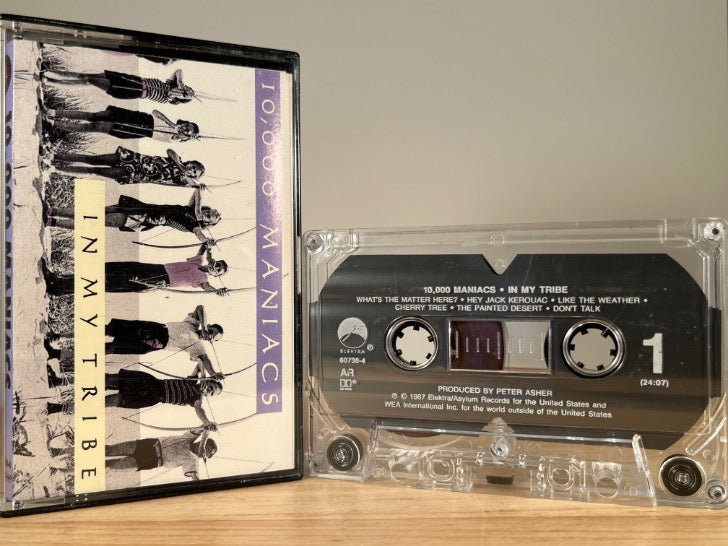 10,000 MANIACS
IN MY TRIBE
10,000 MANIACS
10,000 MANIACS • IN MY TRIBE
WHAT'S THE MATTER HERE? • HEY JACK KEROUAC • LIKE THE WEATHER •
CHERRY TREE • THE PAINTED DESERT • DON'T TALK
ELEKTRA ®
60738-4
1
(24:07)
PRODUCED BY PETER ASHER
℗ © 1987 Elektra/Asylum Records for the United States and
WEA International Inc. for the world outside of the United States.